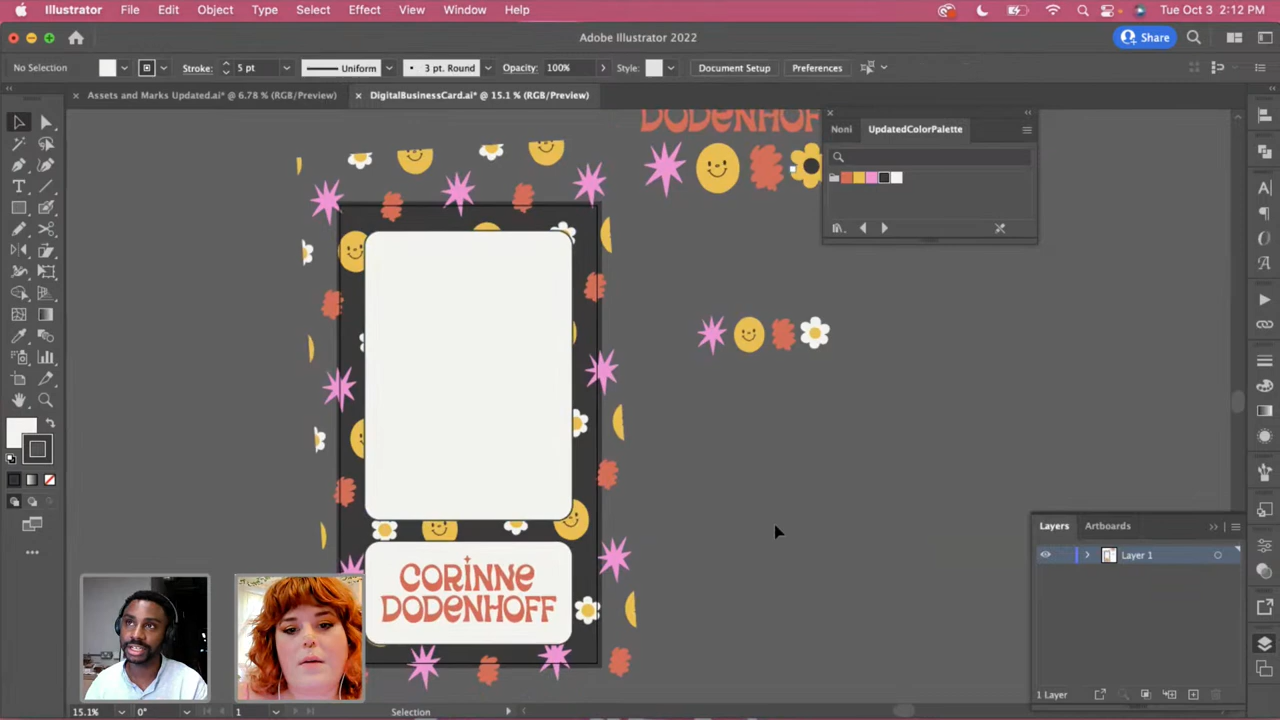 Illustrator File Edit Object Type Select Effect View Window Help Tue Oct 3 2:12 PM
Adobe Illustrator 2022 Share
No Selection Stroke: 5 pt Uniform 3 pt. Round Opacity: 100% Style: Document Setup Preferences
Assets and Marks Updated.ai* @ 6.78 % (RGB/Preview) DigitalBusinessCard.ai* @ 15.1 % (RGB/Preview)
DODENHOFF
Noni UpdatedColorPalette
CORINNE
DODENHOFF
Layers Artboards
Layer 1
1 Layer
15.1% 0° 1 Selection